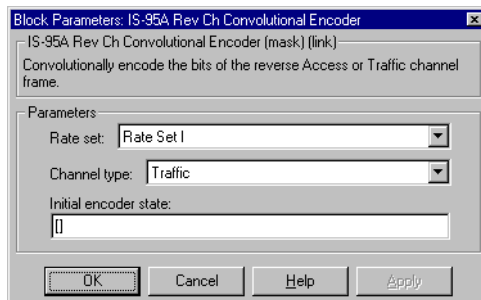 Block Parameters: IS-95A Rev Ch Convolutional Encoder
IS-95A Rev Ch Convolutional Encoder (mask) (link)
Convolutionally encode the bits of the reverse Access or Traffic channel
frame.
Parameters
Rate set: Rate Set I
Channel type: Traffic
Initial encoder state:
[]
OK Cancel Help Apply